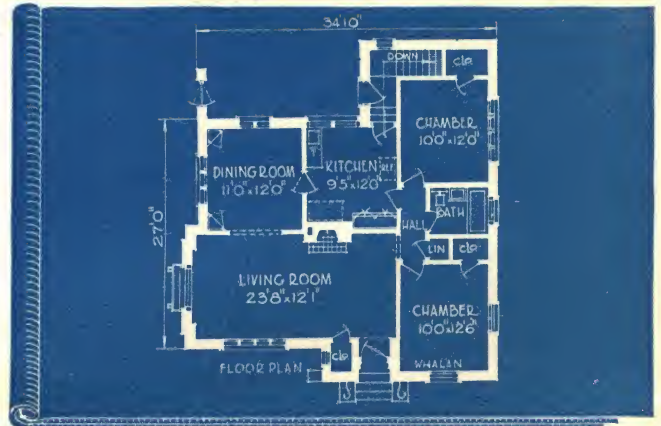 34'10"
DOWN
Clo
CHAMBER
10'0"x12'0"
DINING ROOM
11'0"x12'0"
KITCHEN
9'5"x12'0"
REF
BATH
HALL
27'0"
LIN
Clo
LIVING ROOM
23'8"x12'1"
CHAMBER
10'0"x12'6"
Clo
FLOOR PLAN
WHALAN